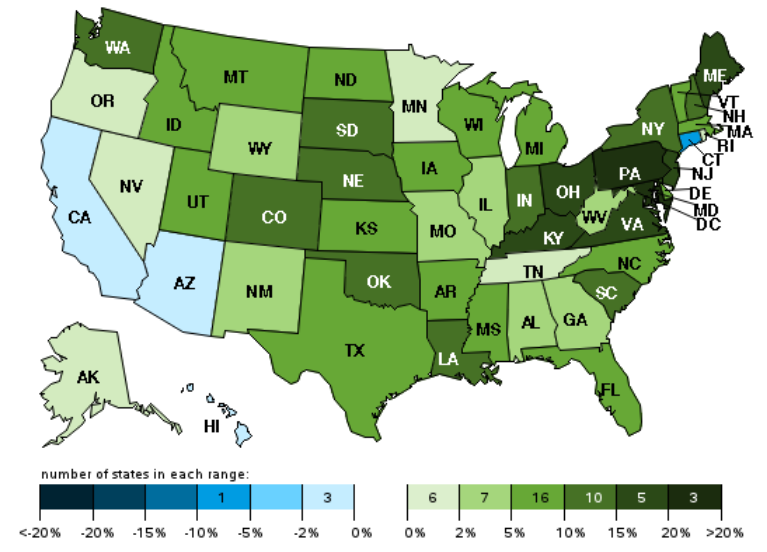 WA
ME
MT
ND
OR
MN
VT
NH
ID
SD
WI
NY
MA
MI
RI
WY
CT
PA
NJ
IA
NE
OH
DE
NV
UT
IL
IN
MD
CO
WV
VA
DC
CA
KS
MO
KY
NC
TN
AZ
NM
OK
AR
SC
MS
AL
GA
TX
LA
AK
FL
HI
number of states in each range:
1 3 6 7 16 10 5 3
<-20% -20% -15% -10% -5% -2% 0% 0% 2% 5% 10% 15% 20% >20%